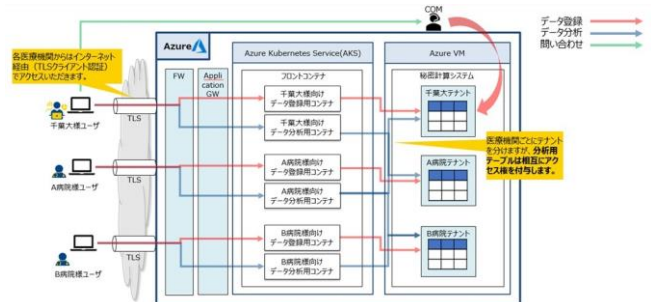 COM
データ登録
データ分析
問い合わせ
Azure
各医療機関からはインターネット
経由（TLSクライアント認証）
でアクセスいただきます。
FW
Appli
cation
GW
Azure Kubernetes Service(AKS)
Azure VM
フロントコンテナ
秘密計算システム
千葉大様ユーザ
TLS
千葉大様向け
データ登録用コンテナ
千葉大様向け
データ分析用コンテナ
千葉大テナント
医療機関ごとにテナント
を分けますが、分析用
テーブルは相互にアク
セス権を付与します。
A病院様ユーザ
TLS
A病院様向け
データ登録用コンテナ
A病院様向け
データ分析用コンテナ
A病院テナント
B病院様ユーザ
TLS
B病院様向け
データ登録用コンテナ
B病院様向け
データ分析用コンテナ
B病院テナント